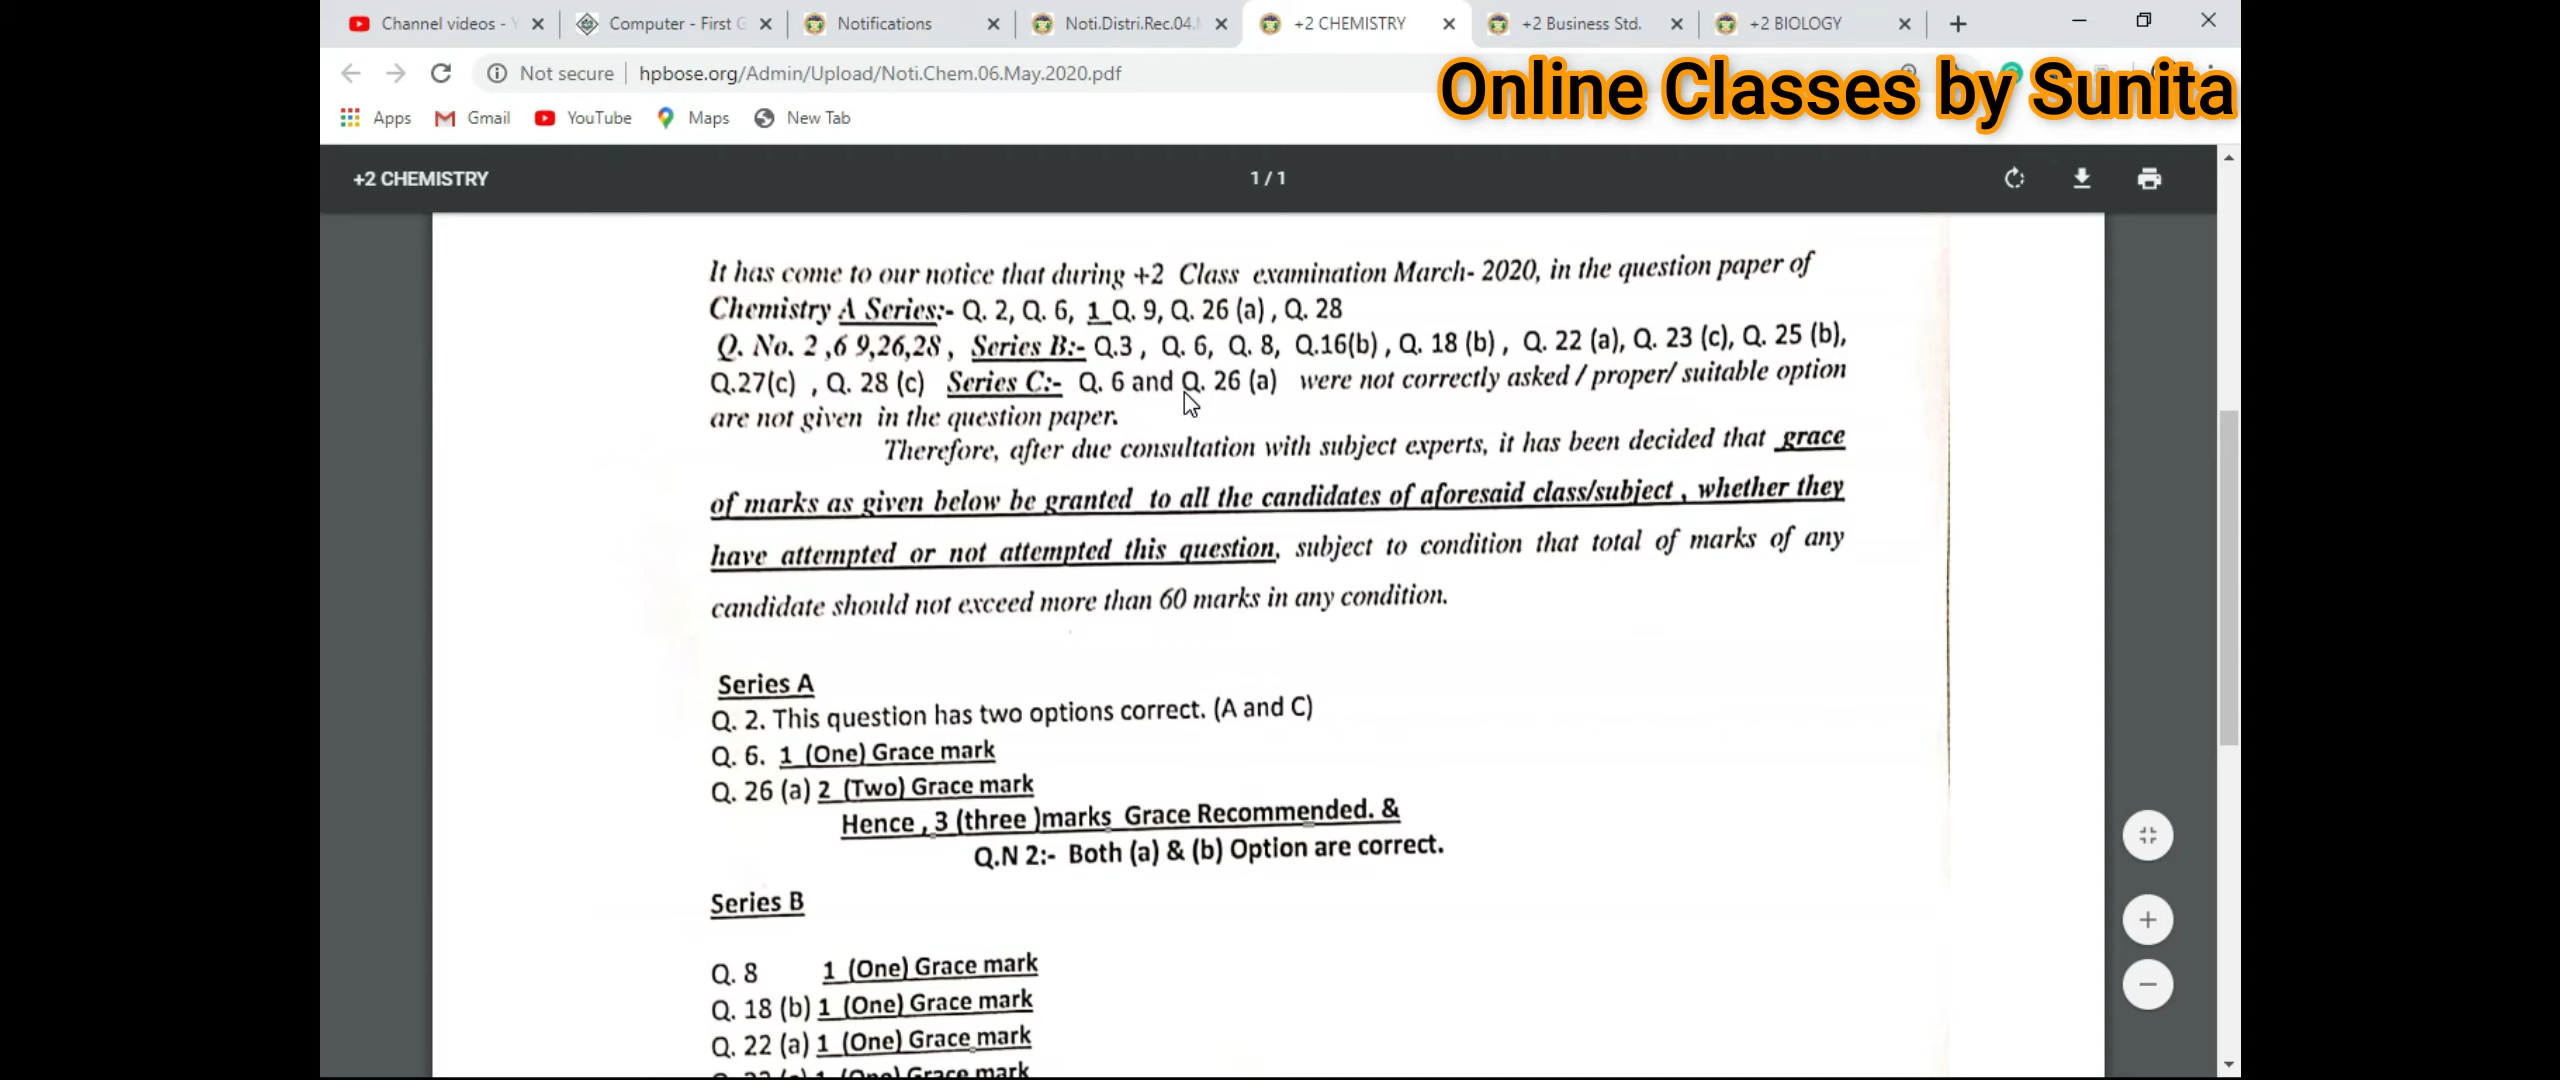 Channel videos - Y
Computer - First G
Notifications
Noti.Distri.Rec.04.
+2 CHEMISTRY
+2 Business Std.
+2 BIOLOGY
Not secure
hpbose.org/Admin/Upload/Noti.Chem.06.May.2020.pdf
Online Classes by Sunita
Apps
Gmail
YouTube
Maps
New Tab
+2 CHEMISTRY
1 / 1
It has come to our notice that during +2 Class examination March- 2020, in the question paper of
Chemistry A Series:- Q. 2, Q. 6, 1 Q. 9, Q. 26 (a) , Q. 28
Q. No. 2 ,6 9,26,28 , Series B:- Q.3 , Q. 6, Q. 8, Q.16(b) , Q. 18 (b) , Q. 22 (a), Q. 23 (c), Q. 25 (b),
Q.27(c) , Q. 28 (c) Series C:- Q. 6 and Q. 26 (a) were not correctly asked / proper/ suitable option
are not given in the question paper.
Therefore, after due consultation with subject experts, it has been decided that grace
of marks as given below be granted to all the candidates of aforesaid class/subject , whether they
have attempted or not attempted this question, subject to condition that total of marks of any
candidate should not exceed more than 60 marks in any condition.
Series A
Q. 2. This question has two options correct. (A and C)
Q. 6. 1 (One) Grace mark
Q. 26 (a) 2 (Two) Grace mark
Hence , 3 (three )marks Grace Recommended. &
Q.N 2:- Both (a) & (b) Option are correct.
Series B
Q. 8 1 (One) Grace mark
Q. 18 (b) 1 (One) Grace mark
Q. 22 (a) 1 (One) Grace mark
1 (One) Grace mark